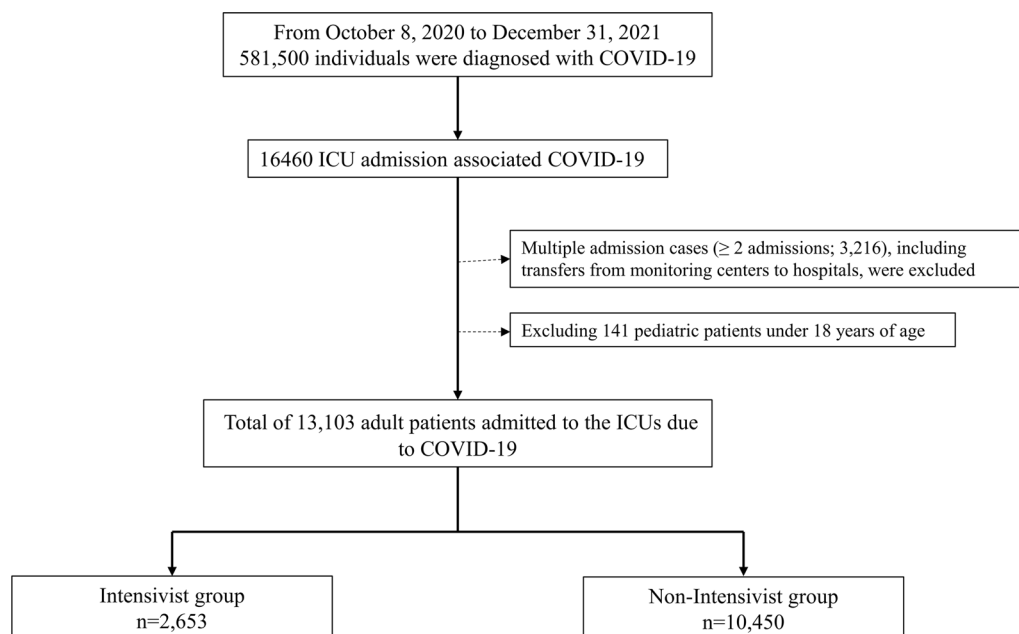 From October 8, 2020 to December 31, 2021
581,500 individuals were diagnosed with COVID-19
16460 ICU admission associated COVID-19
Multiple admission cases (≥ 2 admissions; 3,216), including
transfers from monitoring centers to hospitals, were excluded
Excluding 141 pediatric patients under 18 years of age
Total of 13,103 adult patients admitted to the ICUs due
to COVID-19
Intensivist group
n=2,653
Non-Intensivist group
n=10,450